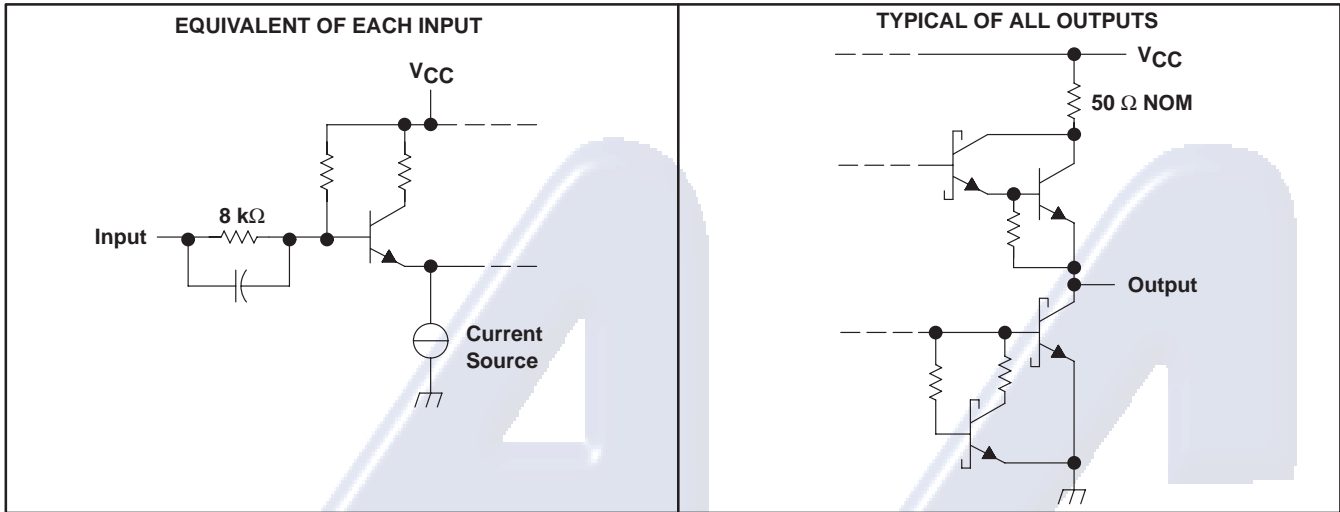 EQUIVALENT OF EACH INPUT
VCC
8 kΩ
Input
Current
Source
TYPICAL OF ALL OUTPUTS
VCC
50 Ω NOM
Output